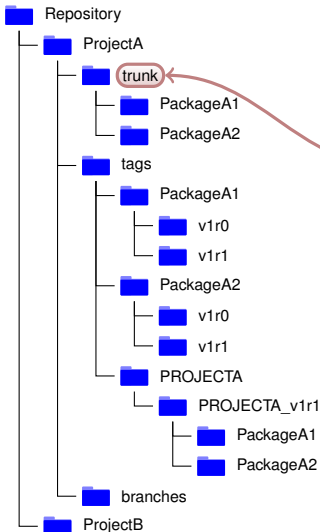 Repository
ProjectA
trunk
PackageA1
PackageA2
tags
PackageA1
v1r0
v1r1
PackageA2
v1r0
v1r1
PROJECTA
PROJECTA_v1r1
PackageA1
PackageA2
branches
ProjectB